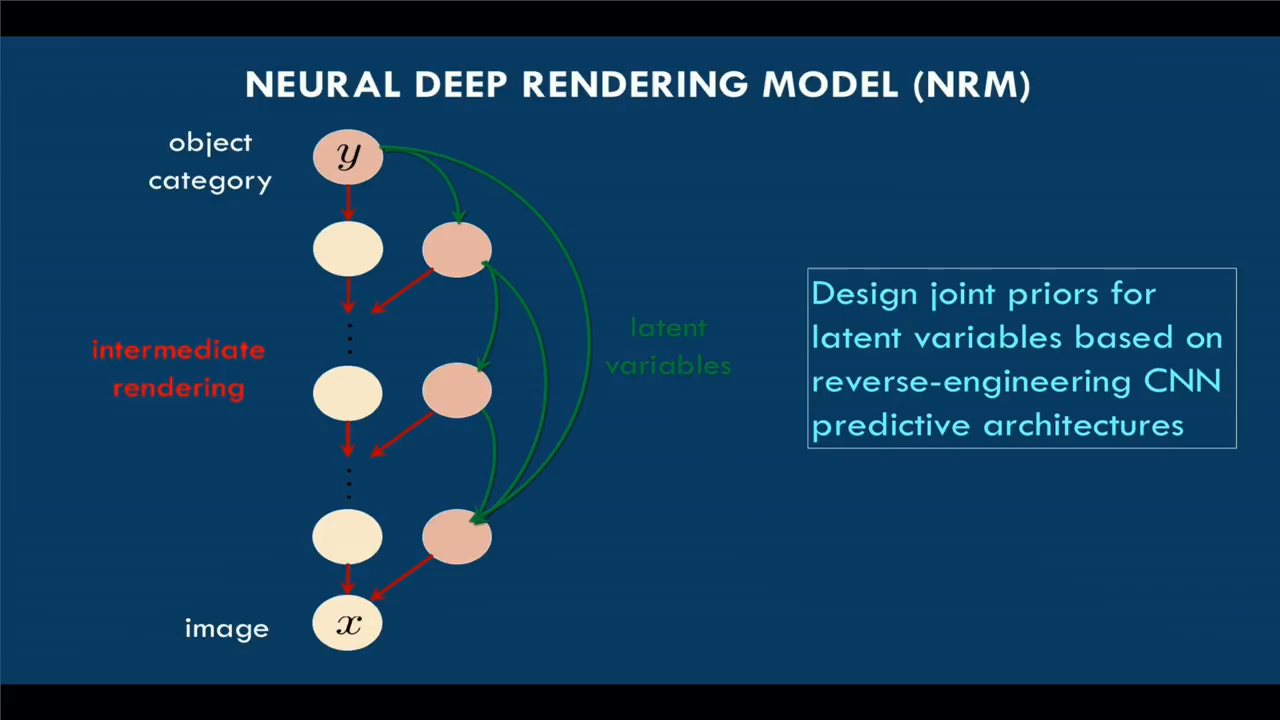 NEURAL DEEP RENDERING MODEL (NRM)
object
category
y
intermediate
rendering
latent
variables
Design joint priors for
latent variables based on
reverse-engineering CNN
predictive architectures
image
x